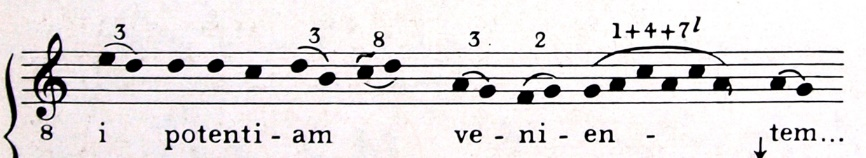 3 3 8 3. 2 1+4+7l
8 i potenti - am ve - ni - en - tem...